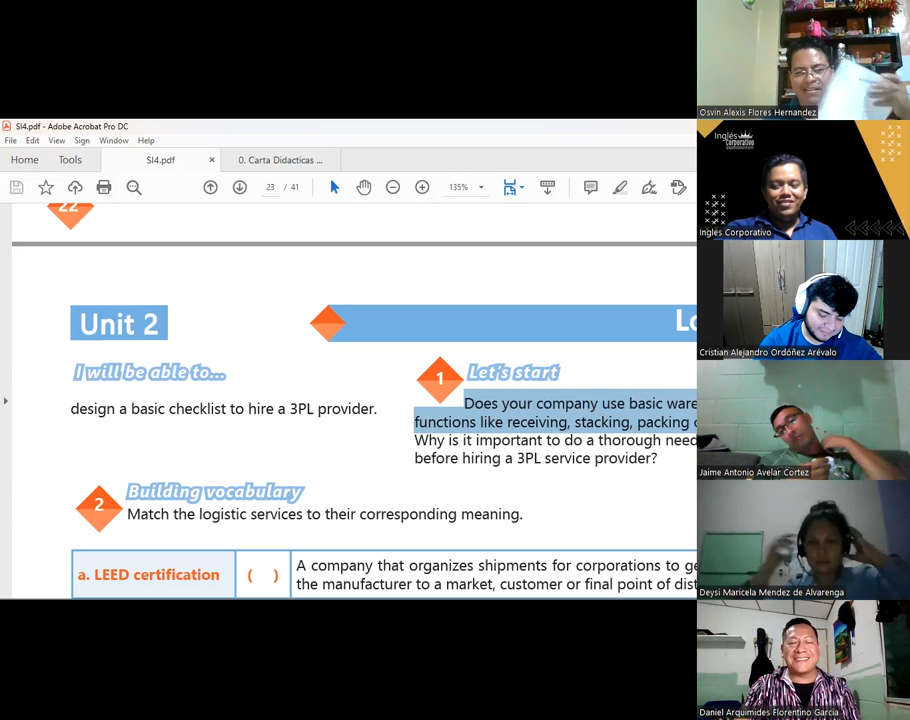 SI4.pdf - Adobe Acrobat Pro DC
File Edit View Sign Window Help
Home Tools SI4.pdf × 0. Carta Didacticas ...
23 / 41 135%
22
Unit 2 Lo
I will be able to...
design a basic checklist to hire a 3PL provider.
1 Let's start
Does your company use basic ware
functions like receiving, stacking, packing
Why is it important to do a thorough need
before hiring a 3PL service provider?
2 Building vocabulary
Match the logistic services to their corresponding meaning.
a. LEED certification ( ) A company that organizes shipments for corporations to ge
the manufacturer to a market, customer or final point of dist
Osvin Alexis Flores Hernandez
Inglés
Corporativo
Inglés Corporativo
Cristian Alejandro Ordóñez Arévalo
Jaime Antonio Avelar Cortez
Deysi Maricela Mendez de Alvarenga
Daniel Arquimides Florentino Garcia